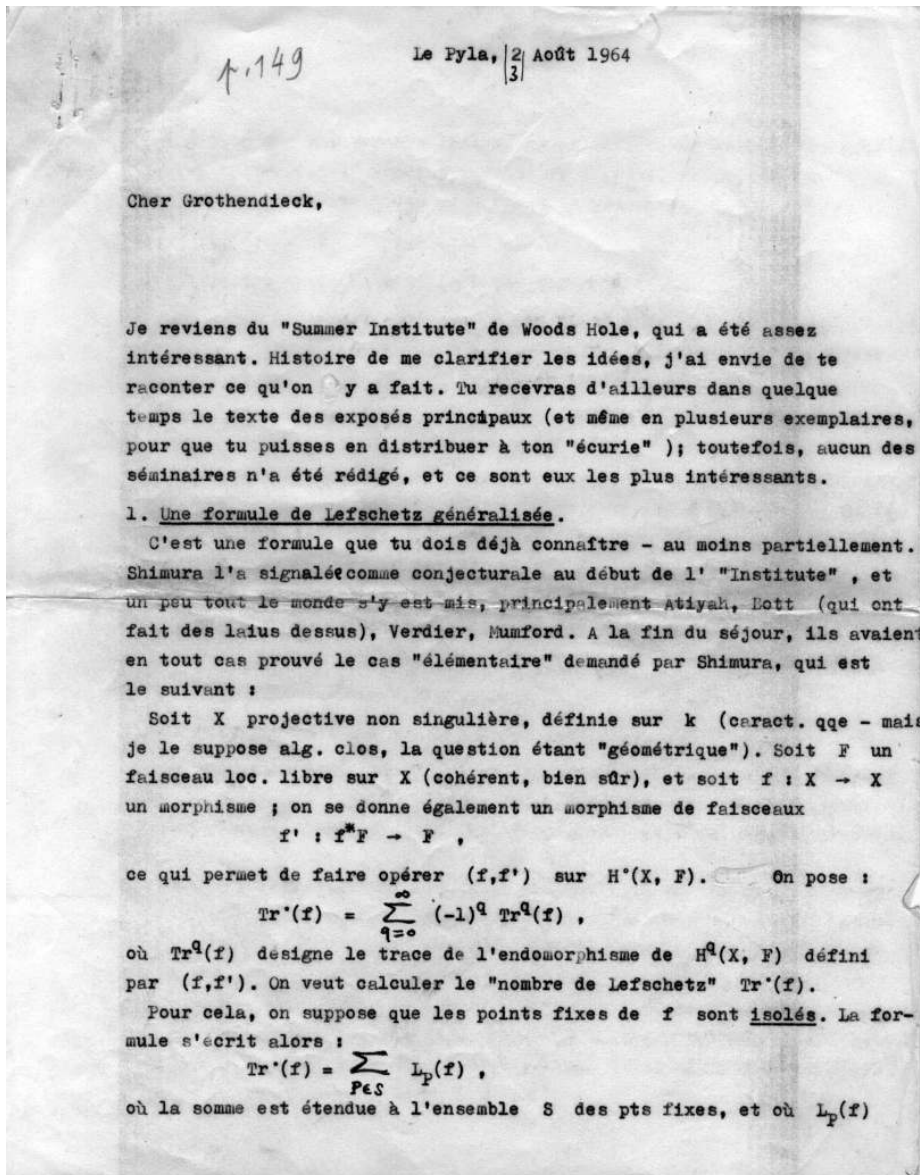 p.149
Le Pyla, |2/3| Août 1964
Cher Grothendieck,
Je reviens du "Summer Institute" de Woods Hole, qui a été assez
intéressant. Histoire de me clarifier les idées, j'ai envie de te
raconter ce qu'on y a fait. Tu recevras d'ailleurs dans quelque
temps le texte des exposés principaux (et même en plusieurs exemplaires,
pour que tu puisses en distribuer à ton "écurie" ); toutefois, aucun des
séminaires n'a été rédigé, et ce sont eux les plus intéressants.
1. Une formule de Lefschetz généralisée.
C'est une formule que tu dois déjà connaître - au moins partiellement.
Shimura l'a signalée comme conjecturale au début de l' "Institute" , et
un peu tout le monde s'y est mis, principalement Atiyah, Bott (qui ont
fait des laius dessus), Verdier, Mumford. A la fin du séjour, ils avaient
en tout cas prouvé le cas "élémentaire" demandé par Shimura, qui est
le suivant :
Soit X projective non singulière, définie sur k (caract. qqe - mais
je le suppose alg. clos, la question étant "géométrique"). Soit F un
faisceau loc. libre sur X (cohérent, bien sûr), et soit f : X → X
un morphisme ; on se donne également un morphisme de faisceaux
f' : f*F → F ,
ce qui permet de faire opérer (f,f') sur H°(X, F). On pose :
Tr˙(f) = ∑_{q=0}^{∞} (-1)^q Tr^q(f) ,
où Tr^q(f) désigne le trace de l'endomorphisme de H^q(X, F) défini
par (f,f'). On veut calculer le "nombre de Lefschetz" Tr˙(f).
Pour cela, on suppose que les points fixes de f sont isolés. La for-
mule s'écrit alors :
Tr˙(f) = ∑_{P∈S} L_p(f) ,
où la somme est étendue à l'ensemble S des pts fixes, et où L_p(f)